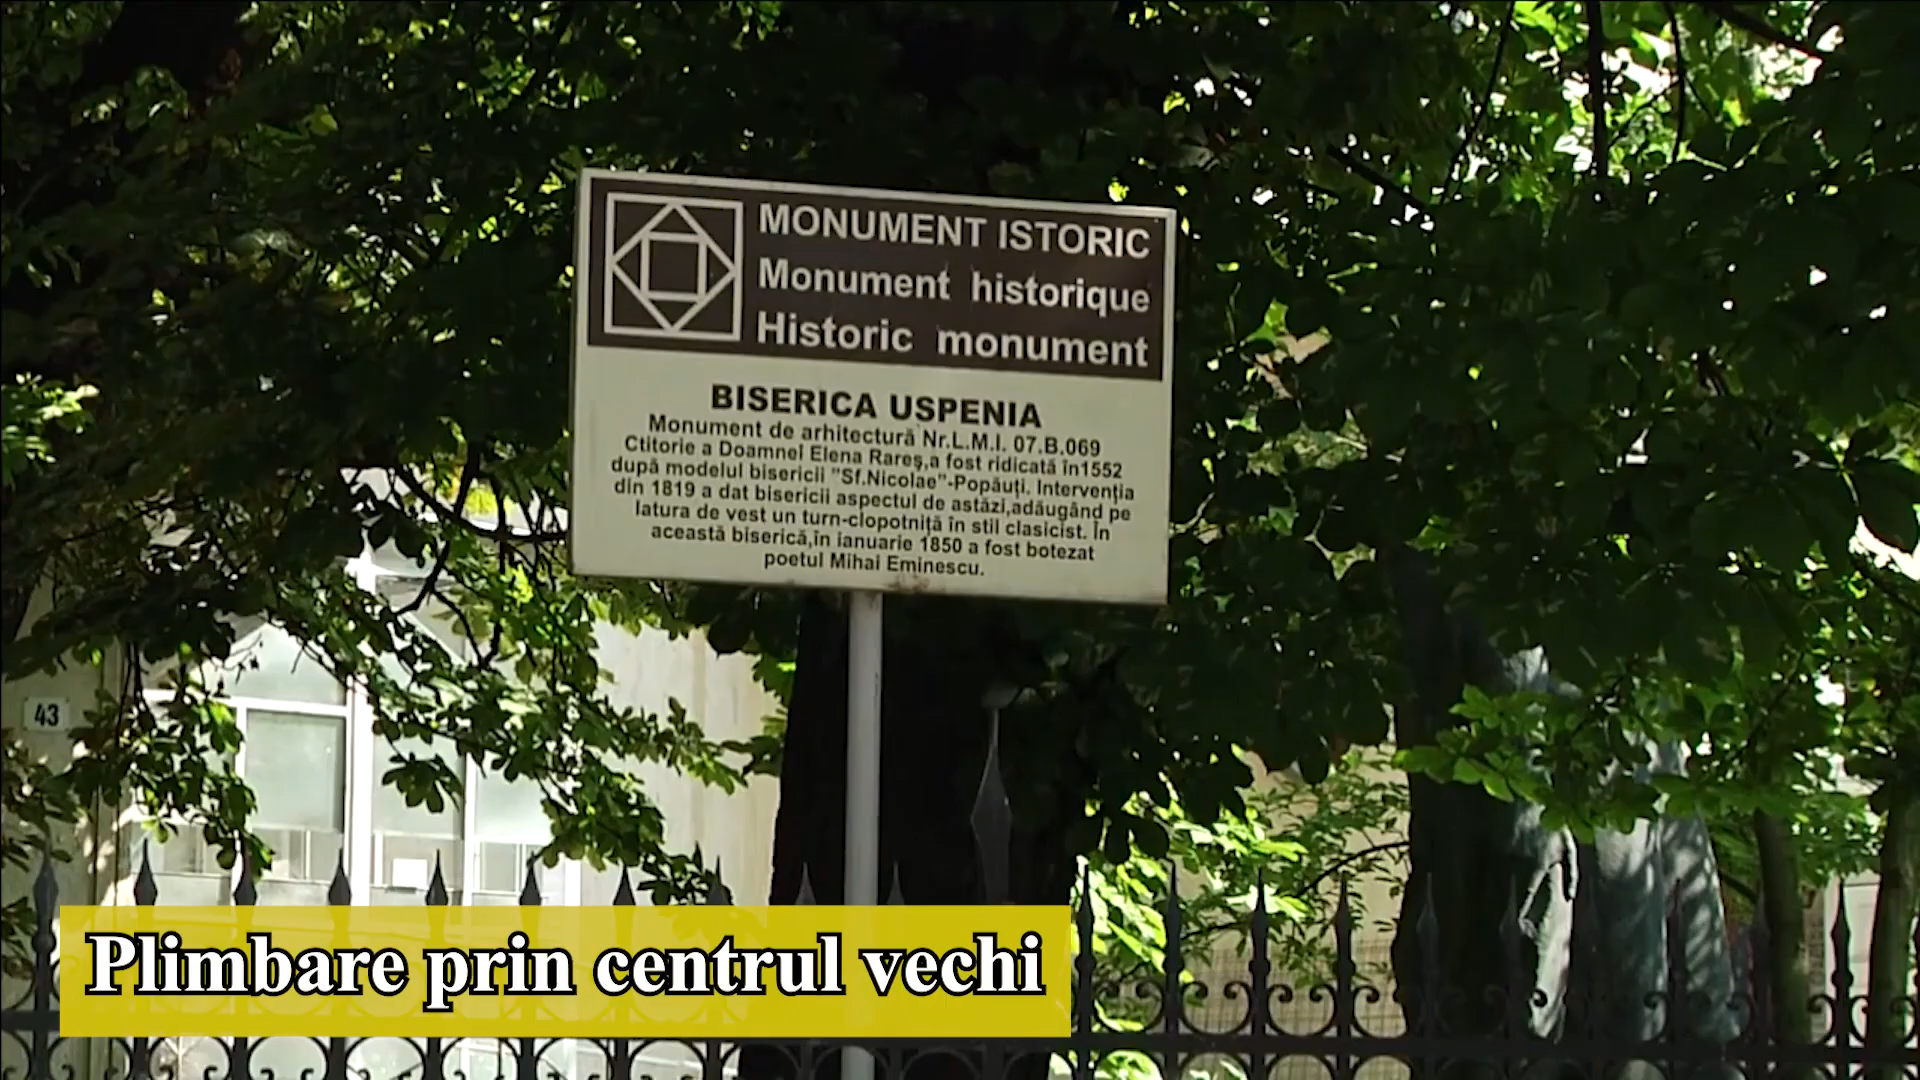 MONUMENT ISTORIC
Monument historique
Historic monument
BISERICA USPENIA
Monument de arhitectură Nr.L.M.I. 07.B.069
Ctitorie a Doamnei Elena Rareş,a fost ridicată în1552
după modelul bisericii "Sf.Nicolae"-Popăuţi. Intervenţia
din 1819 a dat bisericii aspectul de astăzi,adăugând pe
latura de vest un turn-clopotniţă în stil clasicist. În
această biserică,în ianuarie 1850 a fost botezat
poetul Mihai Eminescu.
43
Plimbare prin centrul vechi